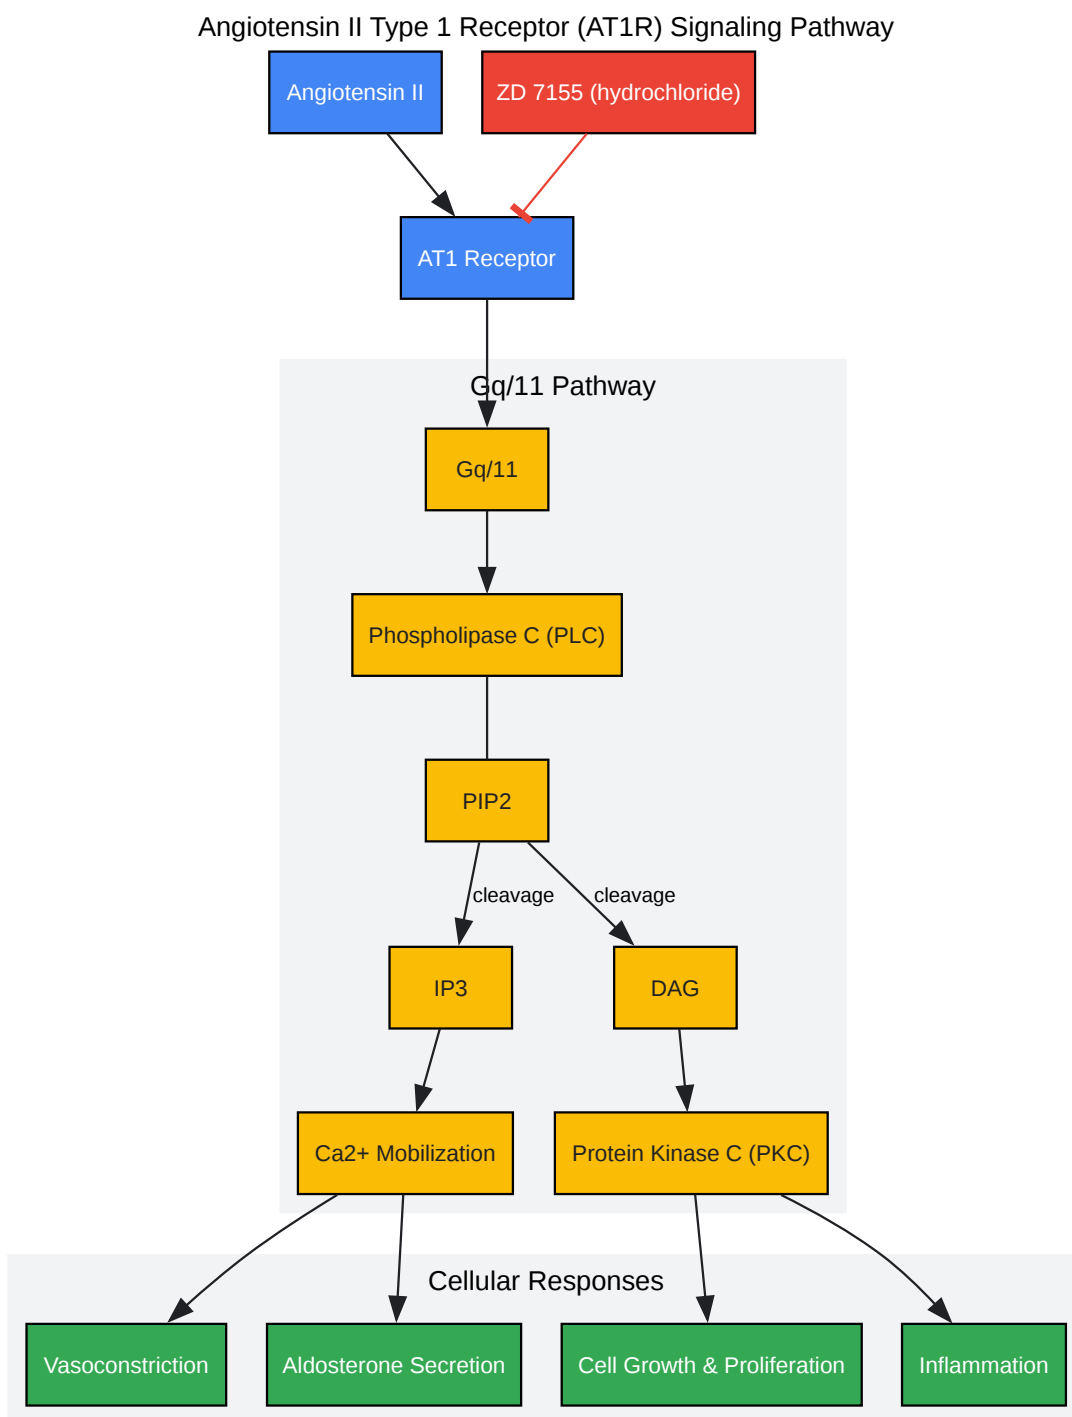 Angiotensin II Type 1 Receptor (AT1R) Signaling Pathway
Angiotensin II
ZD 7155 (hydrochloride)
AT1 Receptor
Gq/11 Pathway
Gq/11
Phospholipase C (PLC)
PIP2
cleavage
cleavage
IP3
DAG
Ca2+ Mobilization
Protein Kinase C (PKC)
Cellular Responses
Vasoconstriction
Aldosterone Secretion
Cell Growth & Proliferation
Inflammation